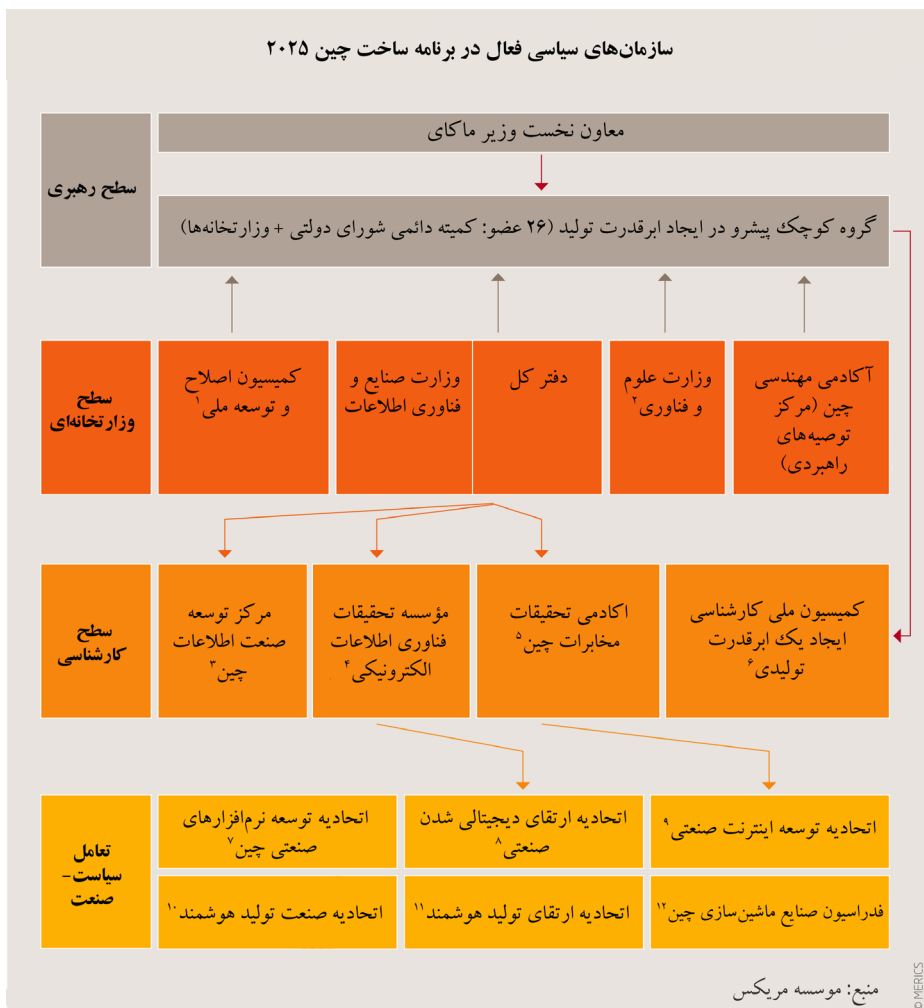 سازمان‌های سیاسی فعال در برنامه ساخت چین ۲۰۲۵
سطح رهبری
معاون نخست وزیر ماکای
گروه کوچک پیشرو در ایجاد ابرقدرت تولید (۲۶ عضو: کمیته دائمی شورای دولتی + وزارتخانه‌ها)
سطح
وزارتخانه‌ای
آکادمی مهندسی
چین (مرکز
توصیه‌های
راهبردی)
وزارت علوم
و فناوری۲
دفتر کل
وزارت صنایع و
فناوری اطلاعات
کمیسیون اصلاح
و توسعه ملی۱
سطح
کارشناسی
کمیسیون ملی کارشناسی
ایجاد یک ابرقدرت
تولیدی۶
اکادمی تحقیقات
مخابرات چین۵
مؤسسه تحقیقات
فناوری اطلاعات
الکترونیکی۴
مرکز توسعه
صنعت اطلاعات
چین۳
تعامل
سیاست-
صنعت
اتحادیه توسعه اینترنت صنعتی۹
اتحادیه ارتقای دیجیتالی شدن
صنعتی۸
اتحادیه توسعه نرم‌افزارهای
صنعتی چین۷
فدراسیون صنایع ماشین‌سازی چین۱۲
اتحادیه ارتقای تولید هوشمند۱۱
اتحادیه صنعت تولید هوشمند۱۰
منبع: موسسه مریکس
© MERICS